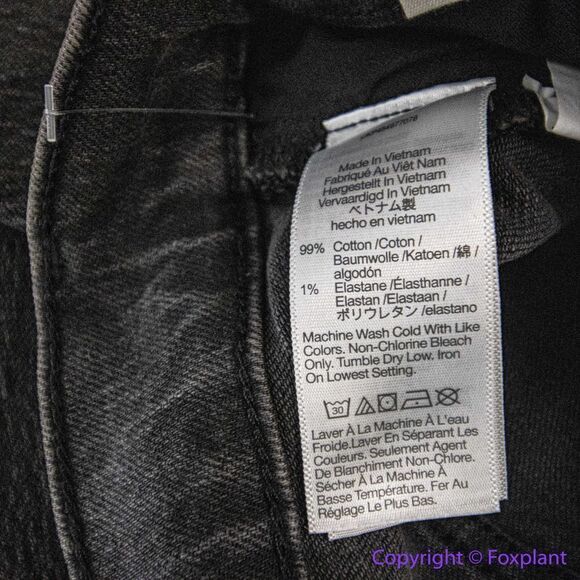 Made In Vietnam
Fabriqué Au Viêt Nam
Hergestellt In Vietnam
Vervaardigd In Vietnam
ベトナム製
hecho en vietnam
99% Cotton /Coton /
Baumwolle /Katoen /綿 /
algodón
1% Elastane /Élasthanne /
Elastan /Elastaan /
ポリウレタン /elastano
Machine Wash Cold With Like
Colors. Non-Chlorine Bleach
Only. Tumble Dry Low. Iron
On Lowest Setting.
30
Laver À La Machine À L'eau
Froide.Laver En Séparant Les
Couleurs. Seulement Agent
De Blanchiment Non-Chlore.
Sécher À La Machine À
Basse Température. Fer Au
Réglage Le Plus Bas.
Copyright © Foxplant